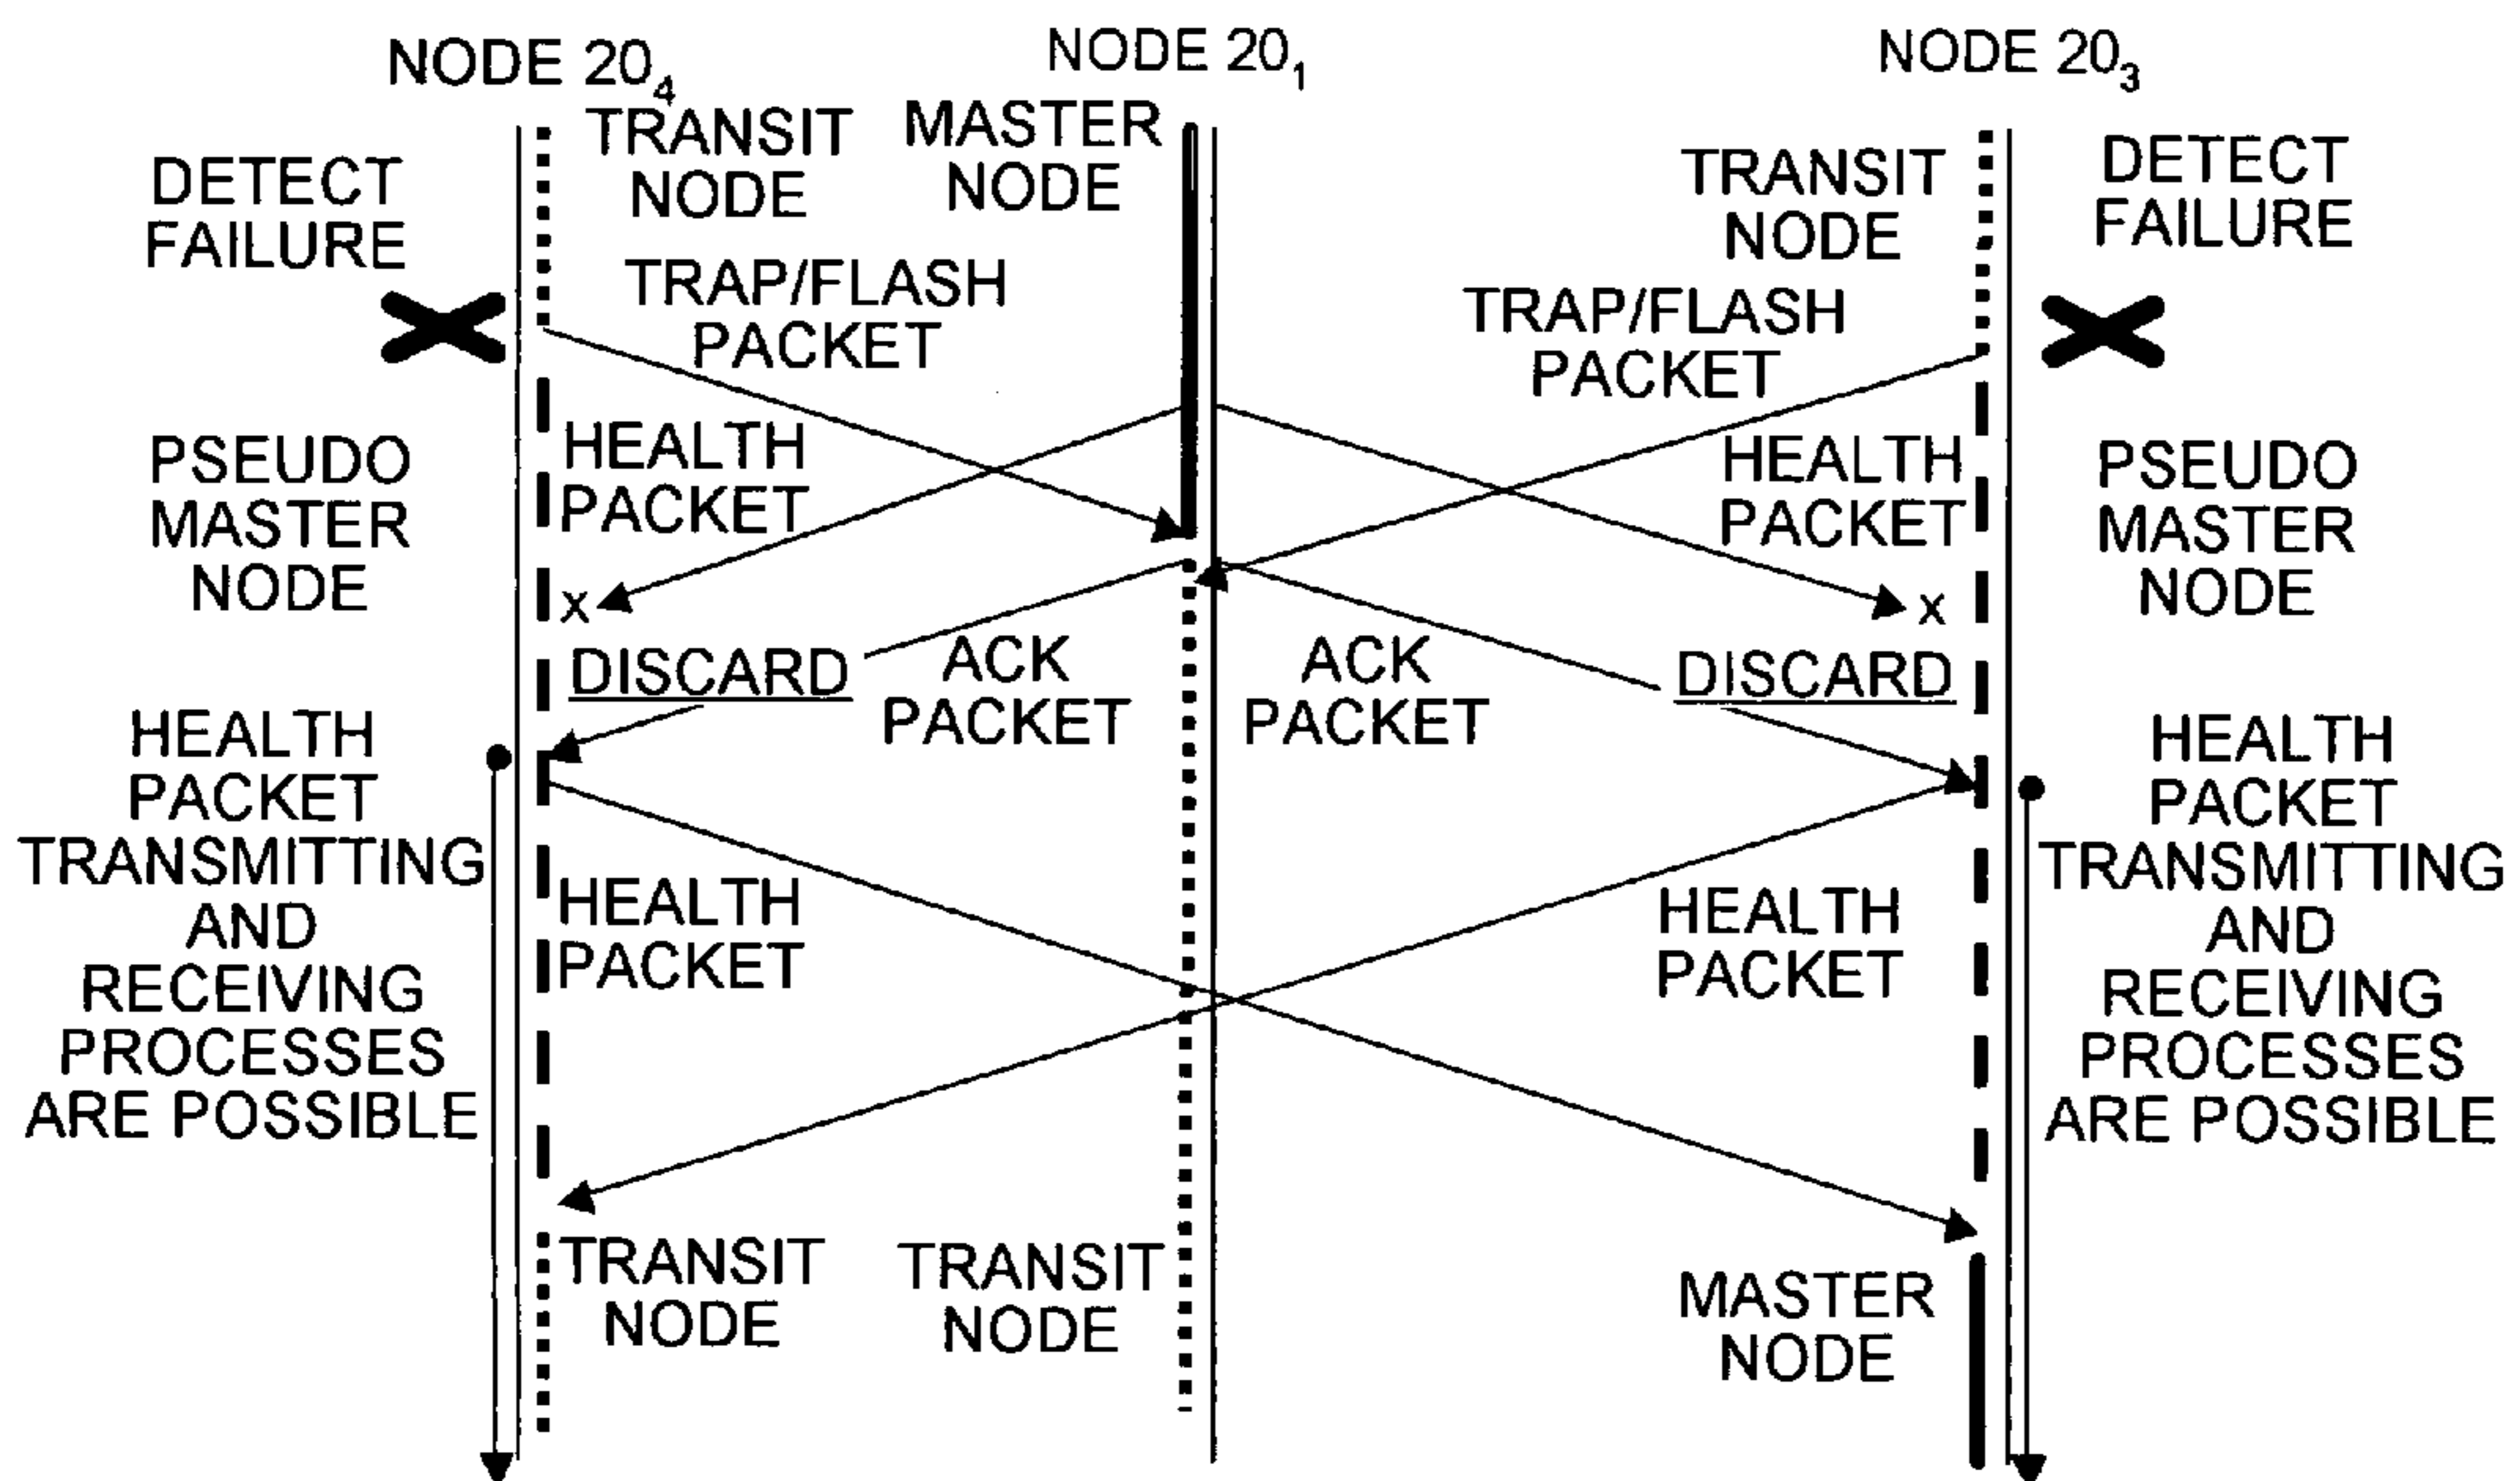 NODE 20₄
NODE 20₁
NODE 20₃
TRANSIT
NODE
MASTER
NODE
TRANSIT
NODE
DETECT
FAILURE
DETECT
FAILURE
TRAP/FLASH
PACKET
TRAP/FLASH
PACKET
HEALTH
PACKET
HEALTH
PACKET
PSEUDO
MASTER
NODE
PSEUDO
MASTER
NODE
x
x
DISCARD
ACK
PACKET
ACK
PACKET
DISCARD
HEALTH
PACKET
TRANSMITTING
AND
RECEIVING
PROCESSES
ARE POSSIBLE
HEALTH
PACKET
HEALTH
PACKET
HEALTH
PACKET
TRANSMITTING
AND
RECEIVING
PROCESSES
ARE POSSIBLE
TRANSIT
NODE
TRANSIT
NODE
MASTER
NODE